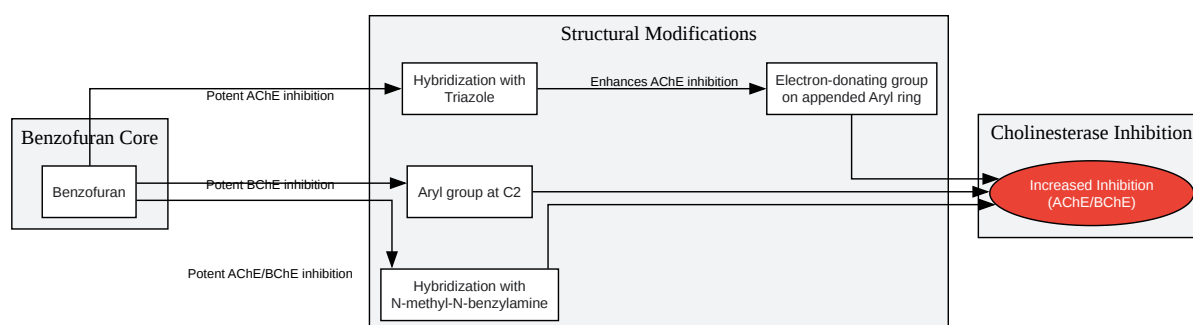 Structural Modifications
Hybridization with
Triazole
Enhances AChE inhibition
Electron-donating group
on appended Aryl ring
Potent AChE inhibition
Benzofuran Core
Cholinesterase Inhibition
Benzofuran
Potent BChE inhibition
Aryl group at C2
Increased Inhibition
(AChE/BChE)
Potent AChE/BChE inhibition
Hybridization with
N-methyl-N-benzylamine